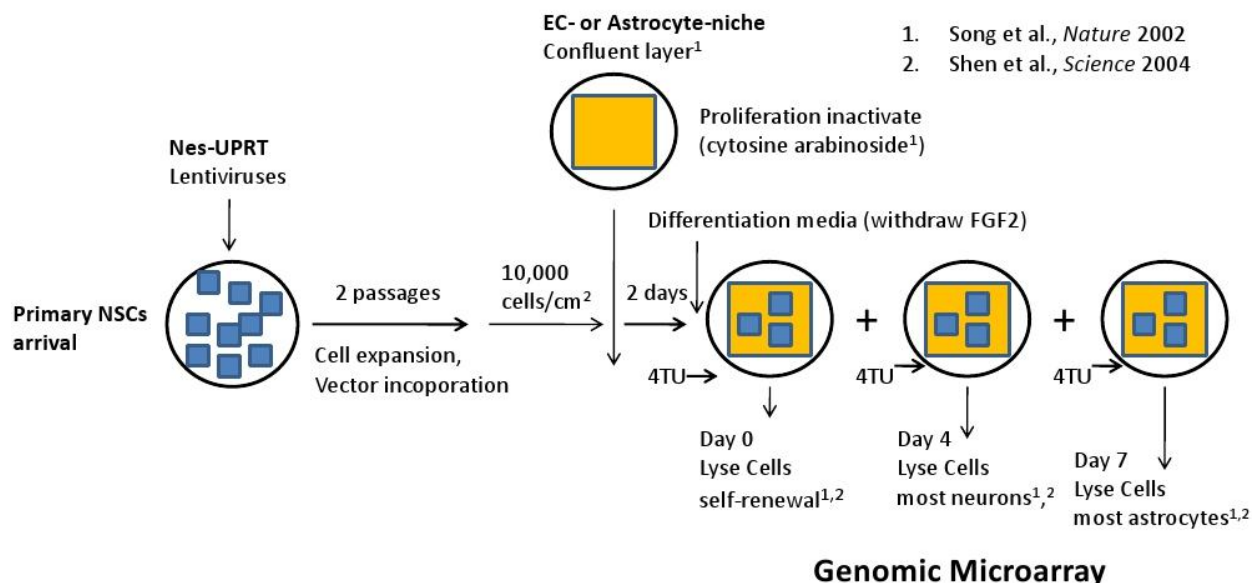 EC- or Astrocyte-niche
Confluent layer1
1. Song et al., Nature 2002
2. Shen et al., Science 2004
Proliferation inactivate
(cytosine arabinoside1)
Nes-UPRT
Lentiviruses
Differentiation media (withdraw FGF2)
Primary NSCs
arrival
2 passages
Cell expansion,
Vector incoporation
10,000
cells/cm2
2 days
+
+
4TU
4TU
4TU
Day 0
Lyse Cells
self-renewal1,2
Day 4
Lyse Cells
most neurons1,2
Day 7
Lyse Cells
most astrocytes1,2
Genomic Microarray